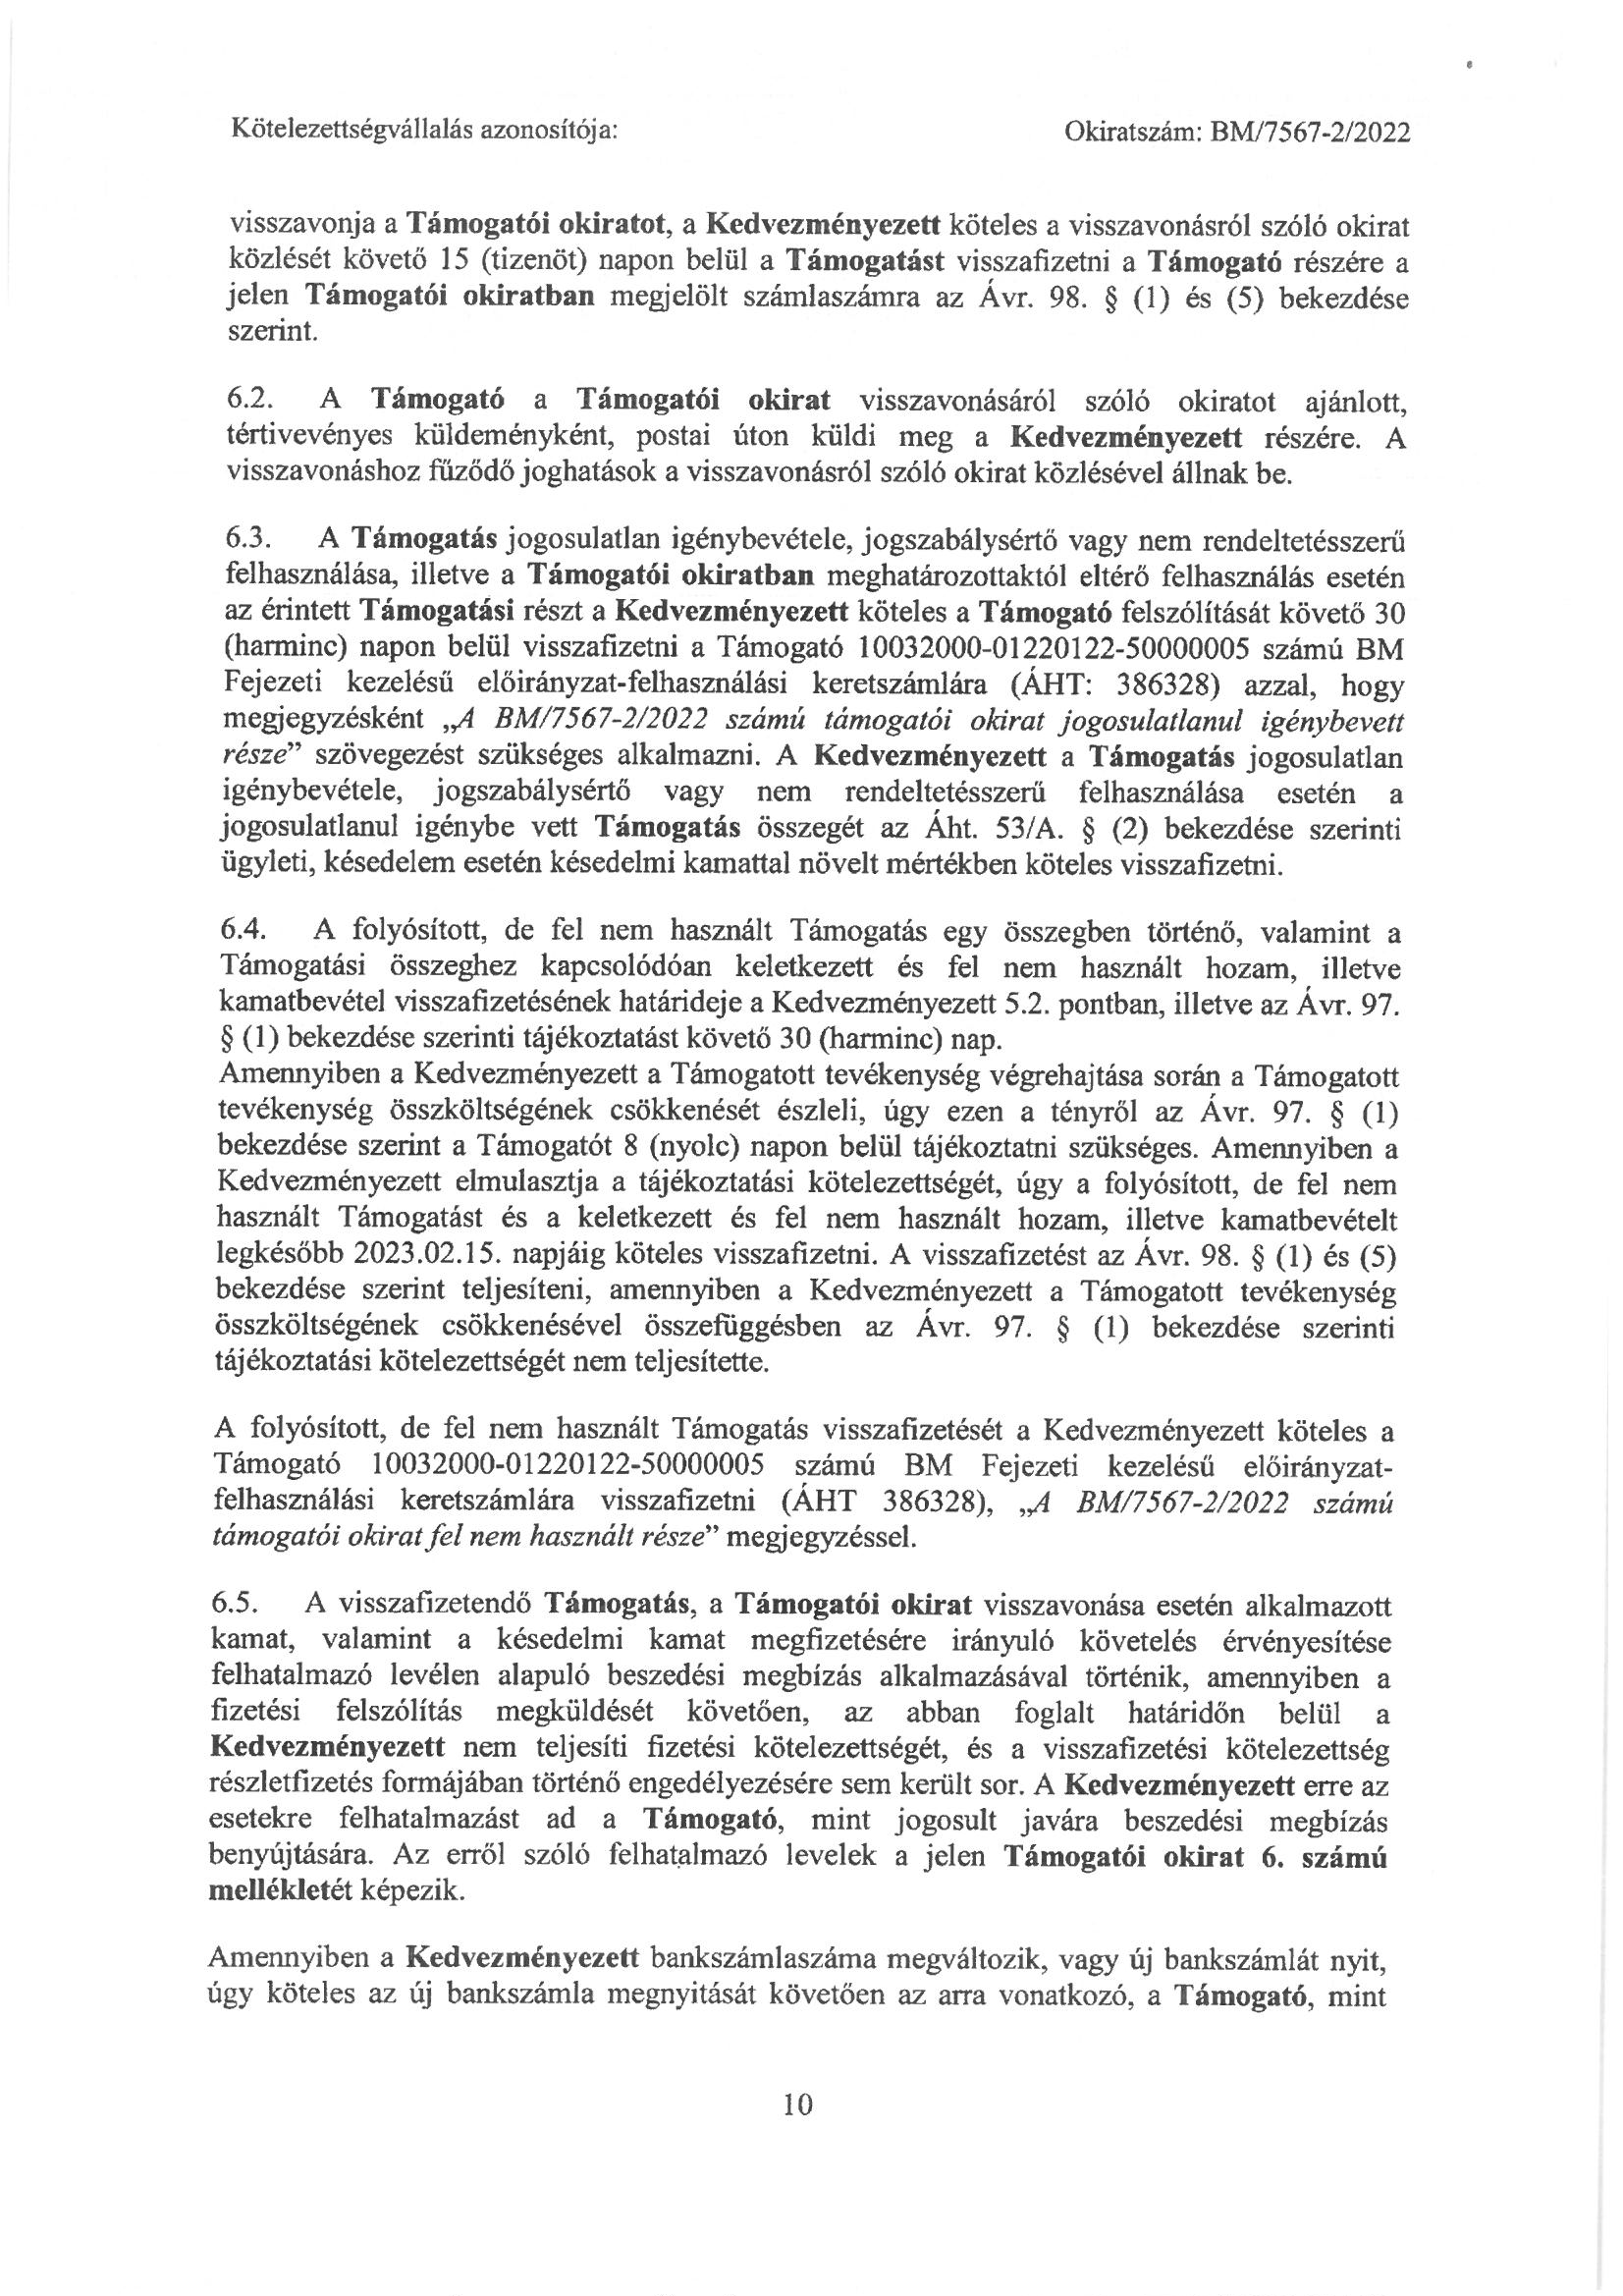 Kötelezettségvállalás azonosítója:
Okiratszám: BM/7567-2/2022
visszavonja a Támogatói okiratot, a Kedvezményezett köteles a visszavonásról szóló okirat
közlését követő 15 (tizenöt) napon belül a Támogatást visszafizetni a Támogató részére a
jelen Támogatói okiratban megjelölt számlaszámra az Ávr. 98. § (1) és (5) bekezdése
szerint.
6.2. A Támogató a Támogatói okirat visszavonásáról szóló okiratot ajánlott,
tértivevényes küldeményként, postai úton küldi meg a Kedvezményezett részére. A
visszavonáshoz fűződő joghatások a visszavonásról szóló okirat közlésével állnak be.
6.3. A Támogatás jogosulatlan igénybevétele, jogszabálysértő vagy nem rendeltetésszerű
felhasználása, illetve a Támogatói okiratban meghatározottaktól eltérő felhasználás esetén
az érintett Támogatási részt a Kedvezményezett köteles a Támogató felszólítását követő 30
(harminc) napon belül visszafizetni a Támogató 10032000-01220122-50000005 számú BM
Fejezeti kezelésű előirányzat-felhasználási keretszámlára (ÁHT: 386328) azzal, hogy
megjegyzésként „A BM/7567-2/2022 számú támogatói okirat jogosulatlanul igénybevett
része” szövegezést szükséges alkalmazni. A Kedvezményezett a Támogatás jogosulatlan
igénybevétele, jogszabálysértő vagy nem rendeltetésszerű felhasználása esetén a
jogosulatlanul igénybe vett Támogatás összegét az Áht. 53/A. § (2) bekezdése szerinti
ügyleti, késedelem esetén késedelmi kamattal növelt mértékben köteles visszafizetni.
6.4. A folyósított, de fel nem használt Támogatás egy összegben történő, valamint a
Támogatási összeghez kapcsolódóan keletkezett és fel nem használt hozam, illetve
kamatbevétel visszafizetésének határideje a Kedvezményezett 5.2. pontban, illetve az Ávr. 97.
§ (1) bekezdése szerinti tájékoztatást követő 30 (harminc) nap.
Amennyiben a Kedvezményezett a Támogatott tevékenység végrehajtása során a Támogatott
tevékenység összköltségének csökkenését észleli, úgy ezen a tényről az Ávr. 97. § (1)
bekezdése szerint a Támogatót 8 (nyolc) napon belül tájékoztatni szükséges. Amennyiben a
Kedvezményezett elmulasztja a tájékoztatási kötelezettségét, úgy a folyósított, de fel nem
használt Támogatást és a keletkezett és fel nem használt hozam, illetve kamatbevételt
legkésőbb 2023.02.15. napjáig köteles visszafizetni. A visszafizetést az Ávr. 98. § (1) és (5)
bekezdése szerint teljesíteni, amennyiben a Kedvezményezett a Támogatott tevékenység
összköltségének csökkenésével összefüggésben az Ávr. 97. § (1) bekezdése szerinti
tájékoztatási kötelezettségét nem teljesítette.
A folyósított, de fel nem használt Támogatás visszafizetését a Kedvezményezett köteles a
Támogató 10032000-01220122-50000005 számú BM Fejezeti kezelésű előirányzat-
felhasználási keretszámlára visszafizetni (ÁHT 386328), „A BM/7567-2/2022 számú
támogatói okirat fel nem használt része” megjegyzéssel.
6.5. A visszafizetendő Támogatás, a Támogatói okirat visszavonása esetén alkalmazott
kamat, valamint a késedelmi kamat megfizetésére irányuló követelés érvényesítése
felhatalmazó levélen alapuló beszedési megbízás alkalmazásával történik, amennyiben a
fizetési felszólítás megküldését követően, az abban foglalt határidőn belül a
Kedvezményezett nem teljesíti fizetési kötelezettségét, és a visszafizetési kötelezettség
részletfizetés formájában történő engedélyezésére sem került sor. A Kedvezményezett erre az
esetekre felhatalmazást ad a Támogató, mint jogosult javára beszedési megbízás
benyújtására. Az erről szóló felhatalmazó levelek a jelen Támogatói okirat 6. számú
mellékletét képezik.
Amennyiben a Kedvezményezett bankszámlaszáma megváltozik, vagy új bankszámlát nyit,
úgy köteles az új bankszámla megnyitását követően az arra vonatkozó, a Támogató, mint
10